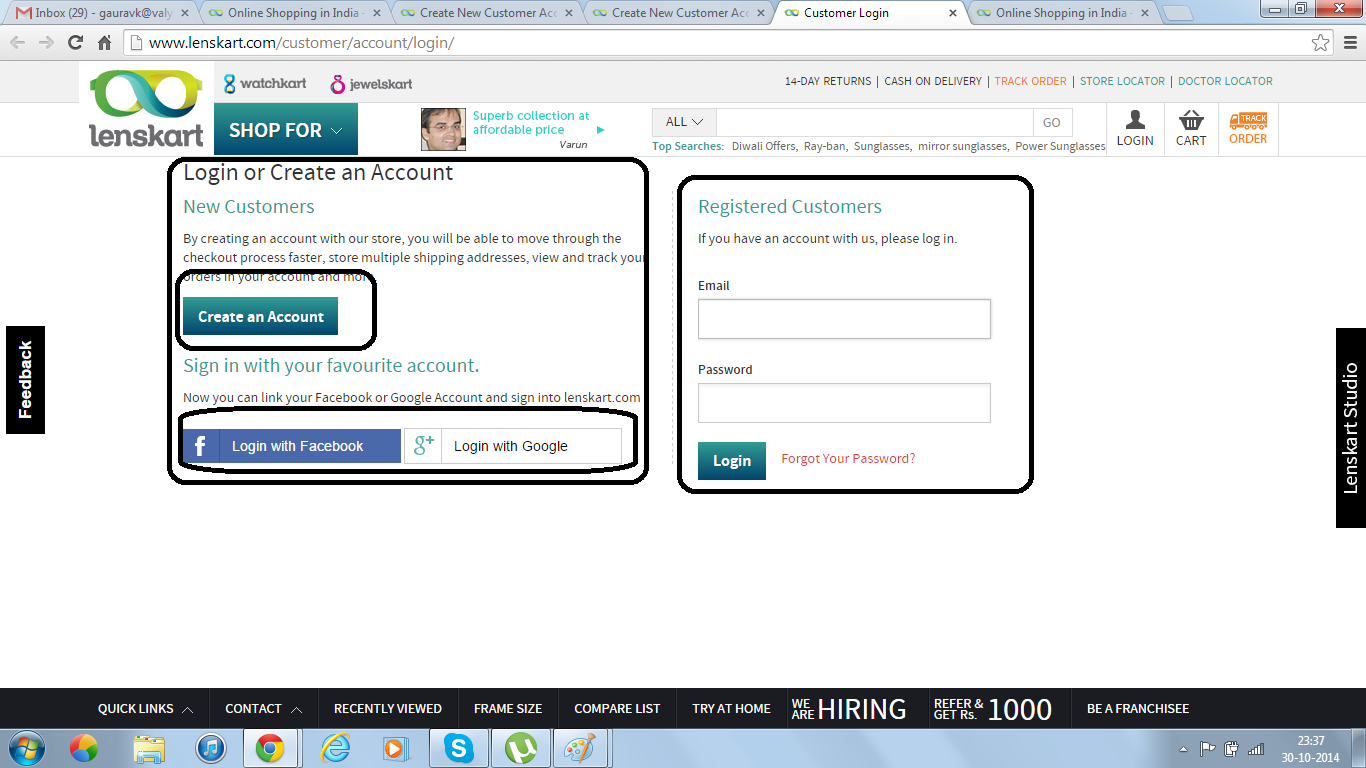 Inbox (29) - gauravk@valy
Online Shopping in India -
Create New Customer Acc
Create New Customer Acc
Customer Login
Online Shopping in India -
www.lenskart.com/customer/account/login/
watchkart
jewelskart
14-DAY RETURNS | CASH ON DELIVERY | TRACK ORDER | STORE LOCATOR | DOCTOR LOCATOR
lenskart
SHOP FOR
Superb collection at
affordable price
Varun
ALL
GO
Top Searches: Diwali Offers, Ray-ban, Sunglasses, mirror sunglasses, Power Sunglasses
LOGIN
CART
TRACK
ORDER
Login or Create an Account
New Customers
By creating an account with our store, you will be able to move through the
checkout process faster, store multiple shipping addresses, view and track your
orders in your account and more
Create an Account
Sign in with your favourite account.
Now you can link your Facebook or Google Account and sign into lenskart.com
f Login with Facebook
g+ Login with Google
Registered Customers
If you have an account with us, please log in.
Email
Password
Login
Forgot Your Password?
Feedback
Lenskart Studio
QUICK LINKS
CONTACT
RECENTLY VIEWED
FRAME SIZE
COMPARE LIST
TRY AT HOME
WE
ARE HIRING
REFER &
GET Rs. 1000
BE A FRANCHISEE
23:37
30-10-2014